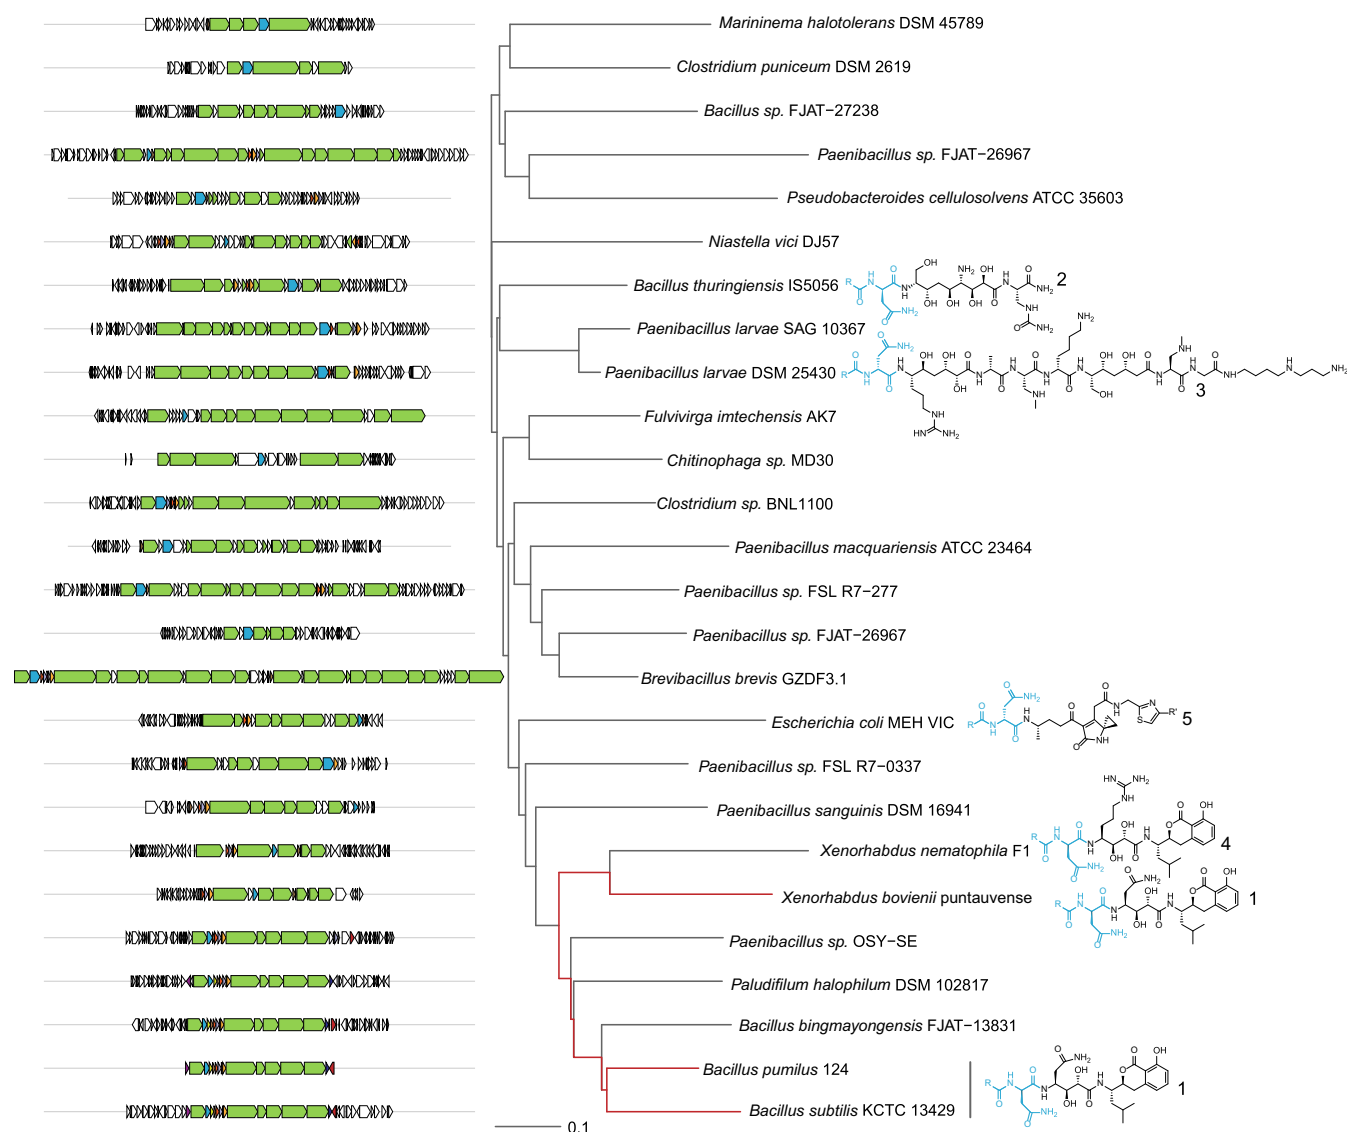 Marininema halotolerans DSM 45789
Clostridium puniceum DSM 2619
Bacillus sp. FJAT−27238
Paenibacillus sp. FJAT−26967
Pseudobacteroides cellulosolvens ATCC 35603
Niastella vici DJ57
Bacillus thuringiensis IS5056
2
Paenibacillus larvae SAG 10367
Paenibacillus larvae DSM 25430
3
Fulvivirga imtechensis AK7
Chitinophaga sp. MD30
Clostridium sp. BNL1100
Paenibacillus macquariensis ATCC 23464
Paenibacillus sp. FSL R7−277
Paenibacillus sp. FJAT−26967
Brevibacillus brevis GZDF3.1
Escherichia coli MEH VIC
5
Paenibacillus sp. FSL R7−0337
Paenibacillus sanguinis DSM 16941
Xenorhabdus nematophila F1
4
Xenorhabdus bovienii puntauvense
1
Paenibacillus sp. OSY−SE
Paludifilum halophilum DSM 102817
Bacillus bingmayongensis FJAT−13831
Bacillus pumilus 124
1
Bacillus subtilis KCTC 13429
0.1